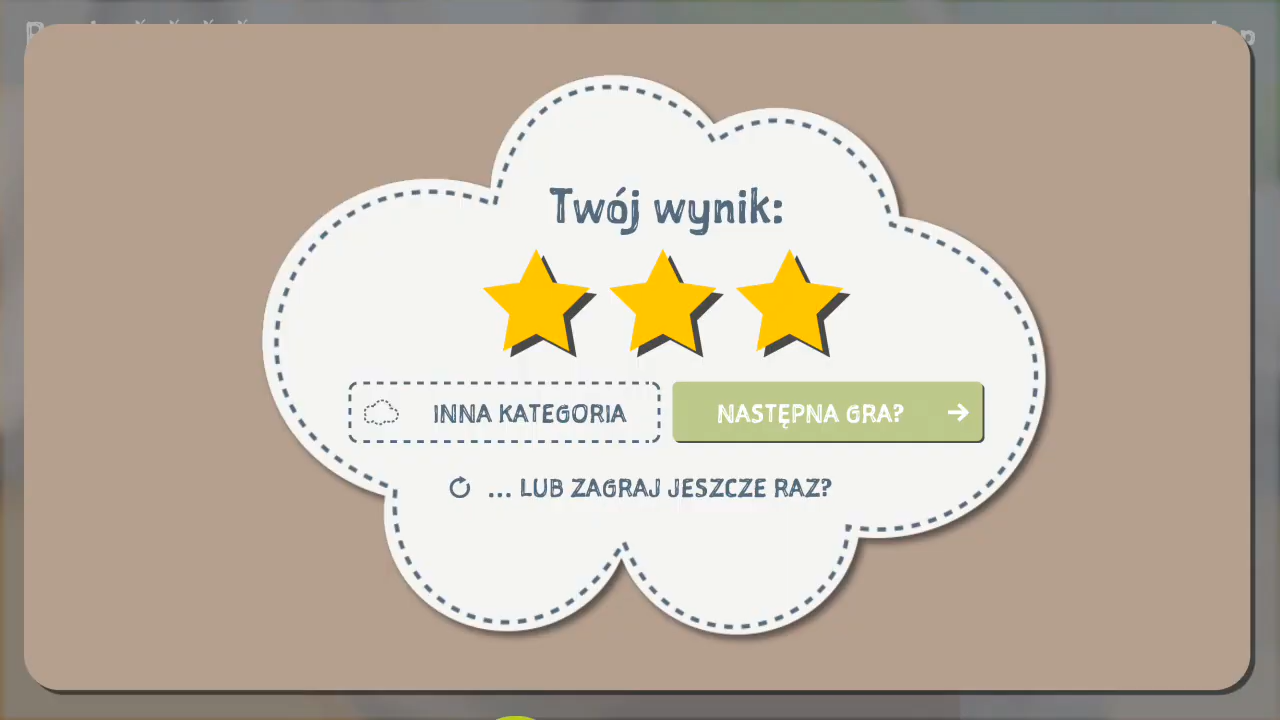 Twój wynik:
INNA KATEGORIA
NASTĘPNA GRA?
... LUB ZAGRAJ JESZCZE RAZ?